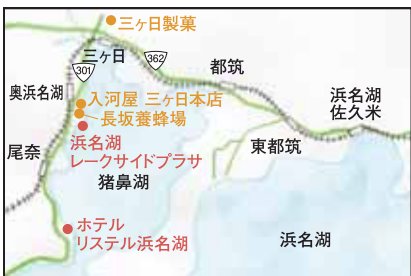 三ヶ日製菓
三ヶ日
362
301
都筑
奥浜名湖
入河屋 三ヶ日本店
長坂養蜂場
浜名湖
佐久米
浜名湖
レークサイドプラザ
尾奈
東都筑
猪鼻湖
ホテル
リステル浜名湖
浜名湖